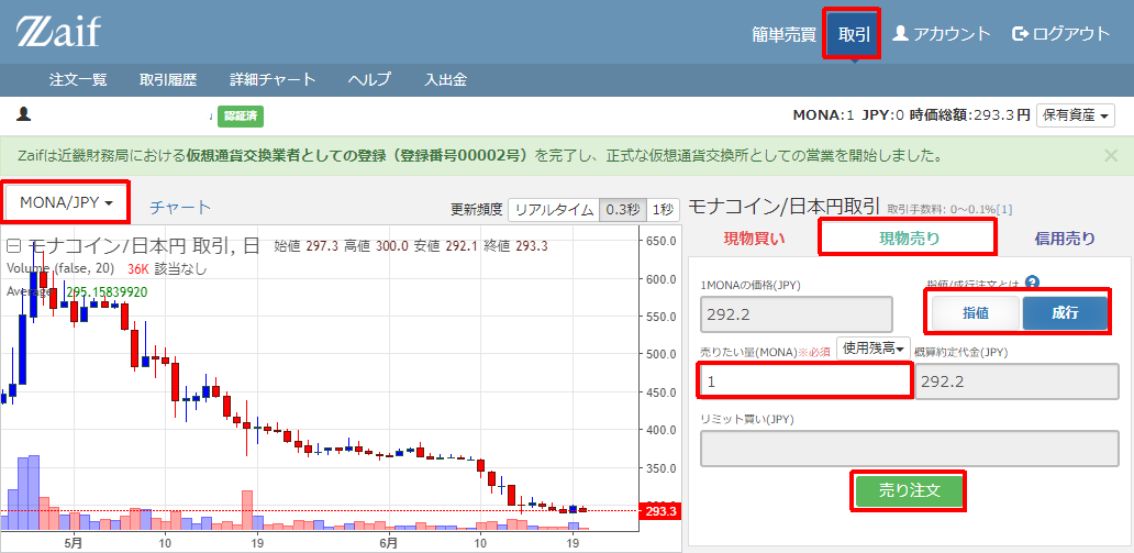 Zaif
簡単売買 取引 アカウント ログアウト
注文一覧 取引履歴 詳細チャート ヘルプ 入出金
認証済 MONA:1 JPY:0 時価総額:293.3円 保有資産
Zaifは近畿財務局における仮想通貨交換業者としての登録（登録番号00002号）を完了し、正式な仮想通貨交換所としての営業を開始しました。 ×
MONA/JPY チャート 更新頻度 リアルタイム 0.3秒 1秒
モナコイン/日本円取引 取引手数料: 0～0.1%[1]
現物買い 現物売り 信用売り
モナコイン/日本円 取引, 日 始値 297.3 高値 300.0 安値 292.1 終値 293.3
Volume (false, 20) 36K 該当なし
Average 295.15839920
650.0
600.0
550.0
500.0
450.0
400.0
350.0
293.3
5月 10 19 6月 10 19
1MONAの価格(JPY) 指値/成行注文とは ?
292.2 指値 成行
売りたい量(MONA)※必須 使用残高 概算約定代金(JPY)
1 292.2
リミット買い(JPY)
売り注文